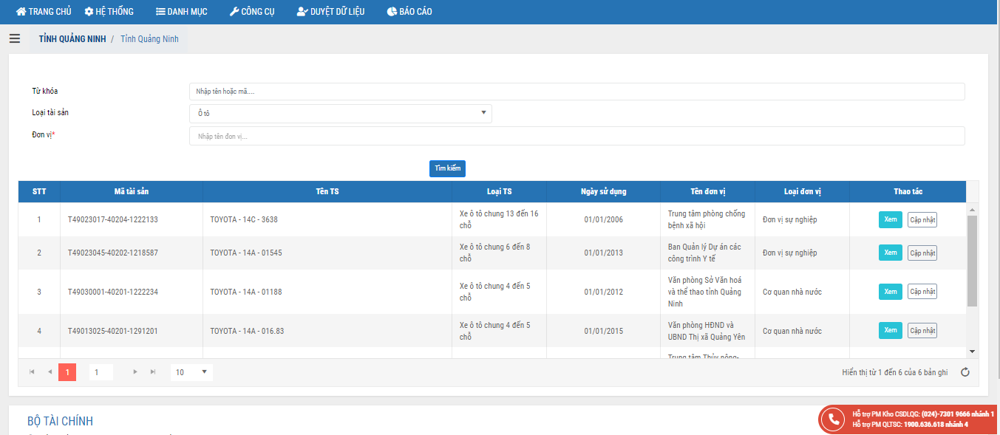 TRANG CHỦ HỆ THỐNG DANH MỤC CÔNG CỤ DUYỆT DỮ LIỆU BÁO CÁO
TỈNH QUẢNG NINH / Tỉnh Quảng Ninh
Từ khóa Nhập tên hoặc mã....
Loại tài sản Ô tô
Đơn vị* Nhập tên đơn vị...
Tìm kiếm
STT Mã tài sản Tên TS Loại TS Ngày sử dụng Tên đơn vị Loại đơn vị Thao tác
1 T49023017-40204-1222133 TOYOTA - 14C - 3638 Xe ô tô chung 13 đến 16 chỗ 01/01/2006 Trung tâm phòng chống bệnh xã hội Đơn vị sự nghiệp Xem Cập nhật
2 T49023045-40202-1218587 TOYOTA - 14A - 01545 Xe ô tô chung 6 đến 8 chỗ 01/01/2013 Ban Quản lý Dự án các công trình Y tế Đơn vị sự nghiệp Xem Cập nhật
3 T49030001-40201-1222234 TOYOTA - 14A - 01188 Xe ô tô chung 4 đến 5 chỗ 01/01/2012 Văn phòng Sở Văn hoá và thể thao tỉnh Quảng Ninh Cơ quan nhà nước Xem Cập nhật
4 T49013025-40201-1291201 TOYOTA - 14A - 016.83 Xe ô tô chung 4 đến 5 chỗ 01/01/2015 Văn phòng HĐND và UBND Thị xã Quảng Yên Cơ quan nhà nước Xem Cập nhật
Trung tâm Thủy nông-
1 1 10 Hiển thị từ 1 đến 6 của 6 bản ghi
BỘ TÀI CHÍNH
Hỗ trợ PM Kho CSDLQG: (024)-7301 9666 nhánh 1
Hỗ trợ PM QLTSC: 1900.636.618 nhánh 4